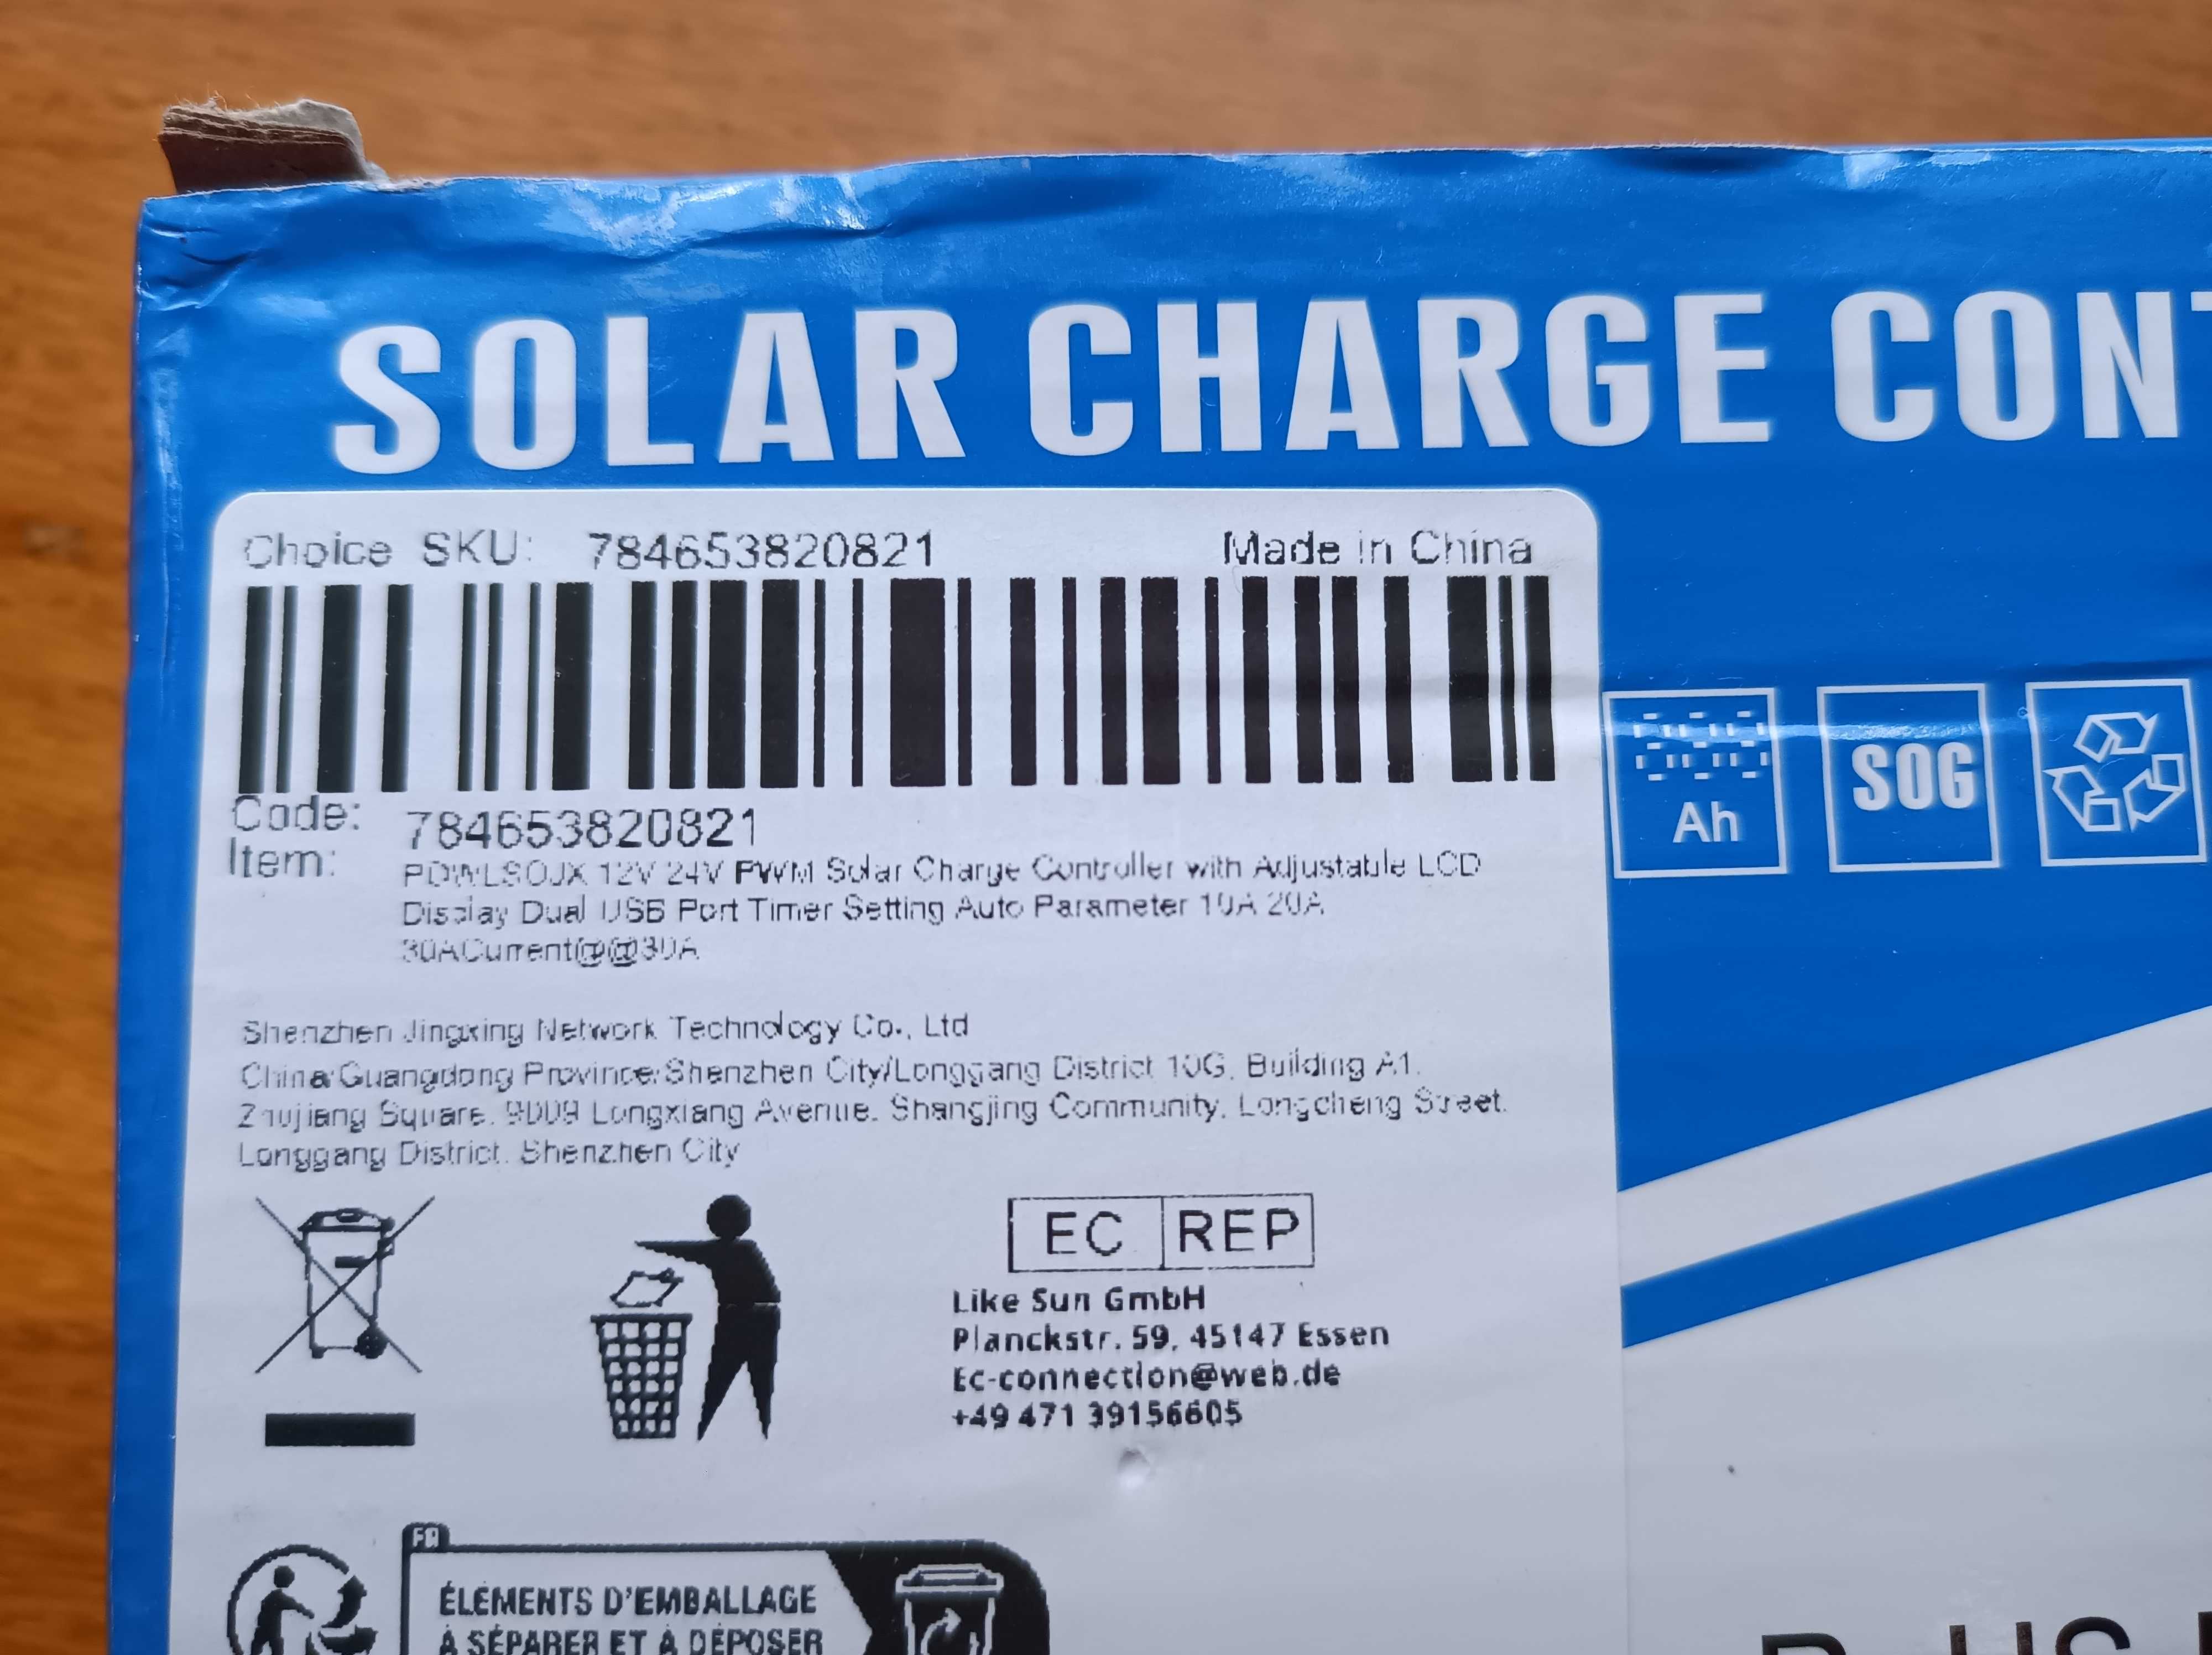 SOLAR CHARGE CONT
Choice SKU: 784653820821 Made in China
Code: 784653820821
Item: POWLSOJX 12V 24V PWM Solar Charge Controller with Adjustable LCD
Display Dual USB Port Timer Setting Auto Parameter 10A 20A
30ACurrent@@30A
Ah
SOG
Shenzhen Jingxing Network Technology Co., Ltd
China/Guangdong Province/Shenzhen City/Longgang District 10G, Building A1,
Zhujiang Square, 9009 Longxiang Avenue, Shangjing Community, Longcheng Street,
Longgang District, Shenzhen City
EC REP
Like Sun GmbH
Planckstr. 59, 45147 Essen
Ec-connection@web.de
+49 471 39156605
FR
ÉLÉMENTS D'EMBALLAGE
À SÉPARER ET À DÉPOSER